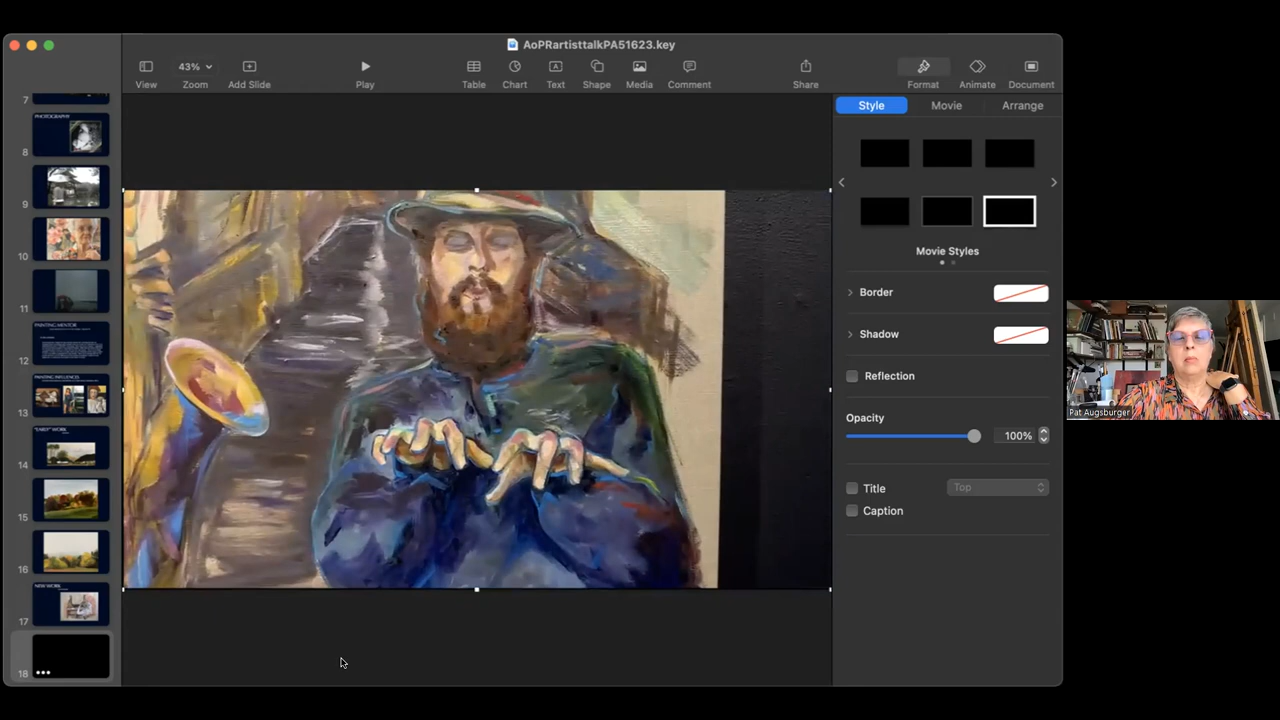 AoPRartisttalkPA51623.key
43%
View
Zoom
Add Slide
Play
Table
Chart
Text
Shape
Media
Comment
Share
Format
Animate
Document
7
PHOTOGRAPHY
8
9
10
11
PAINTING MENTOR
12
PAINTING INFLUENCES
13
"EARLY" WORK
14
15
16
NEW WORK
17
18
Style
Movie
Arrange
Movie Styles
Border
Shadow
Reflection
Opacity
100%
Title
Top
Caption
Pat Augsburger